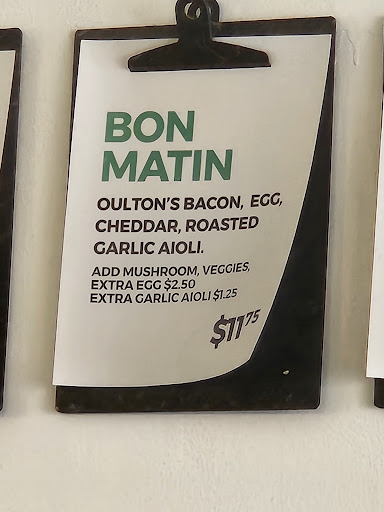 BON
MATIN
OULTON'S BACON, EGG,
CHEDDAR, ROASTED
GARLIC AIOLI.
ADD MUSHROOM, VEGGIES,
EXTRA EGG $2.50
EXTRA GARLIC AIOLI $1.25
$11.75